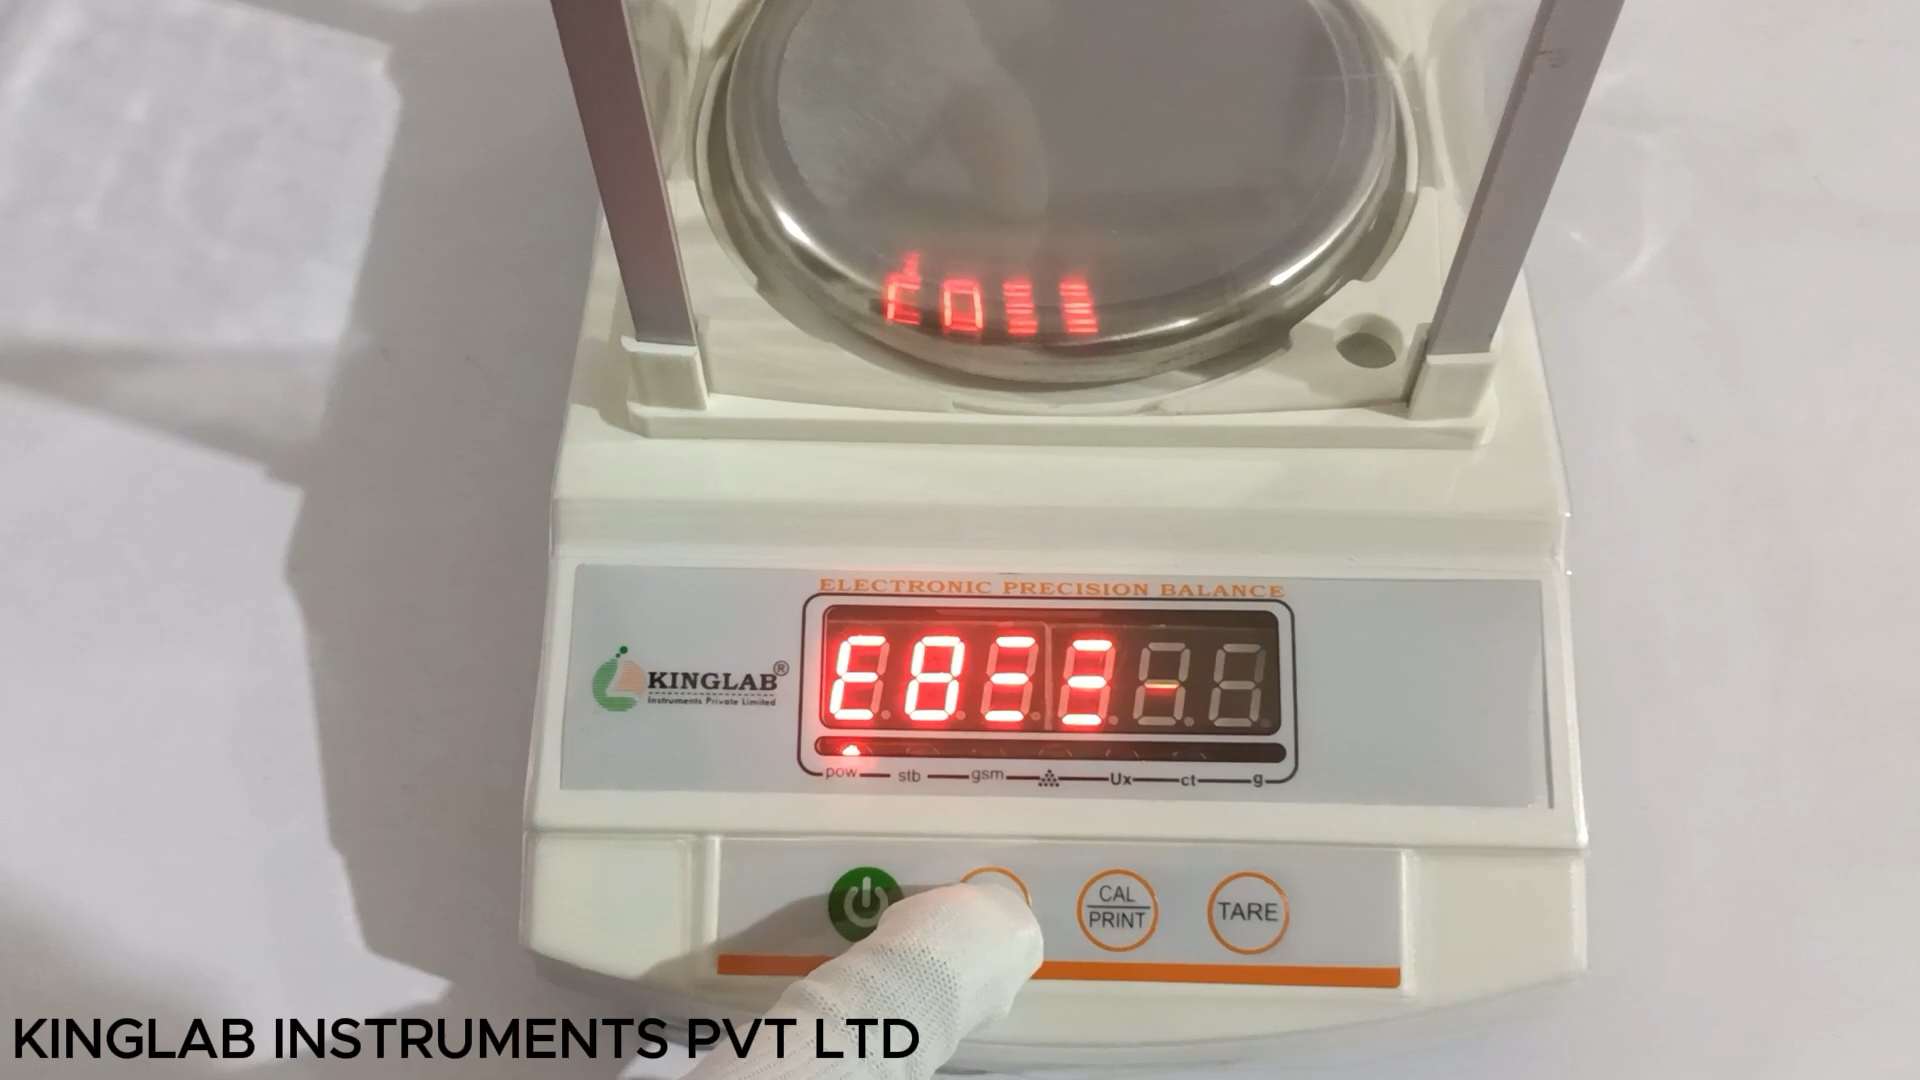 ELECTRONIC PRECISION BALANCE
KINGLAB®
Instruments Private Limited
pow stb gsm Ux ct g
CAL
PRINT
TARE
KINGLAB INSTRUMENTS PVT LTD